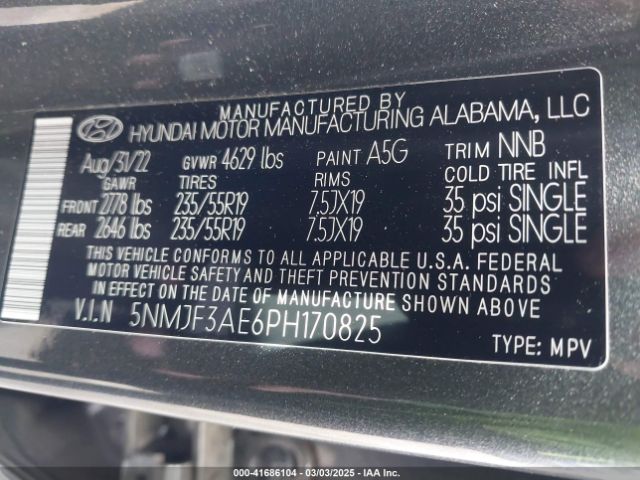 MANUFACTURED BY
HYUNDAI MOTOR MANUFACTURING ALABAMA, LLC
Aug/31/22 GVWR 4629 lbs PAINT A5G TRIM NNB
GAWR TIRES RIMS COLD TIRE INFL
FRONT 2778 lbs 235/55R19 7.5JX19 35 psi SINGLE
REAR 2646 lbs 235/55R19 7.5JX19 35 psi SINGLE
THIS VEHICLE CONFORMS TO ALL APPLICABLE U.S.A. FEDERAL
MOTOR VEHICLE SAFETY AND THEFT PREVENTION STANDARDS
IN EFFECT ON THE DATE OF MANUFACTURE SHOWN ABOVE
V.I.N 5NMJF3AE6PH170825
TYPE: MPV
000-41686104 - 03/03/2025 - IAA Inc.